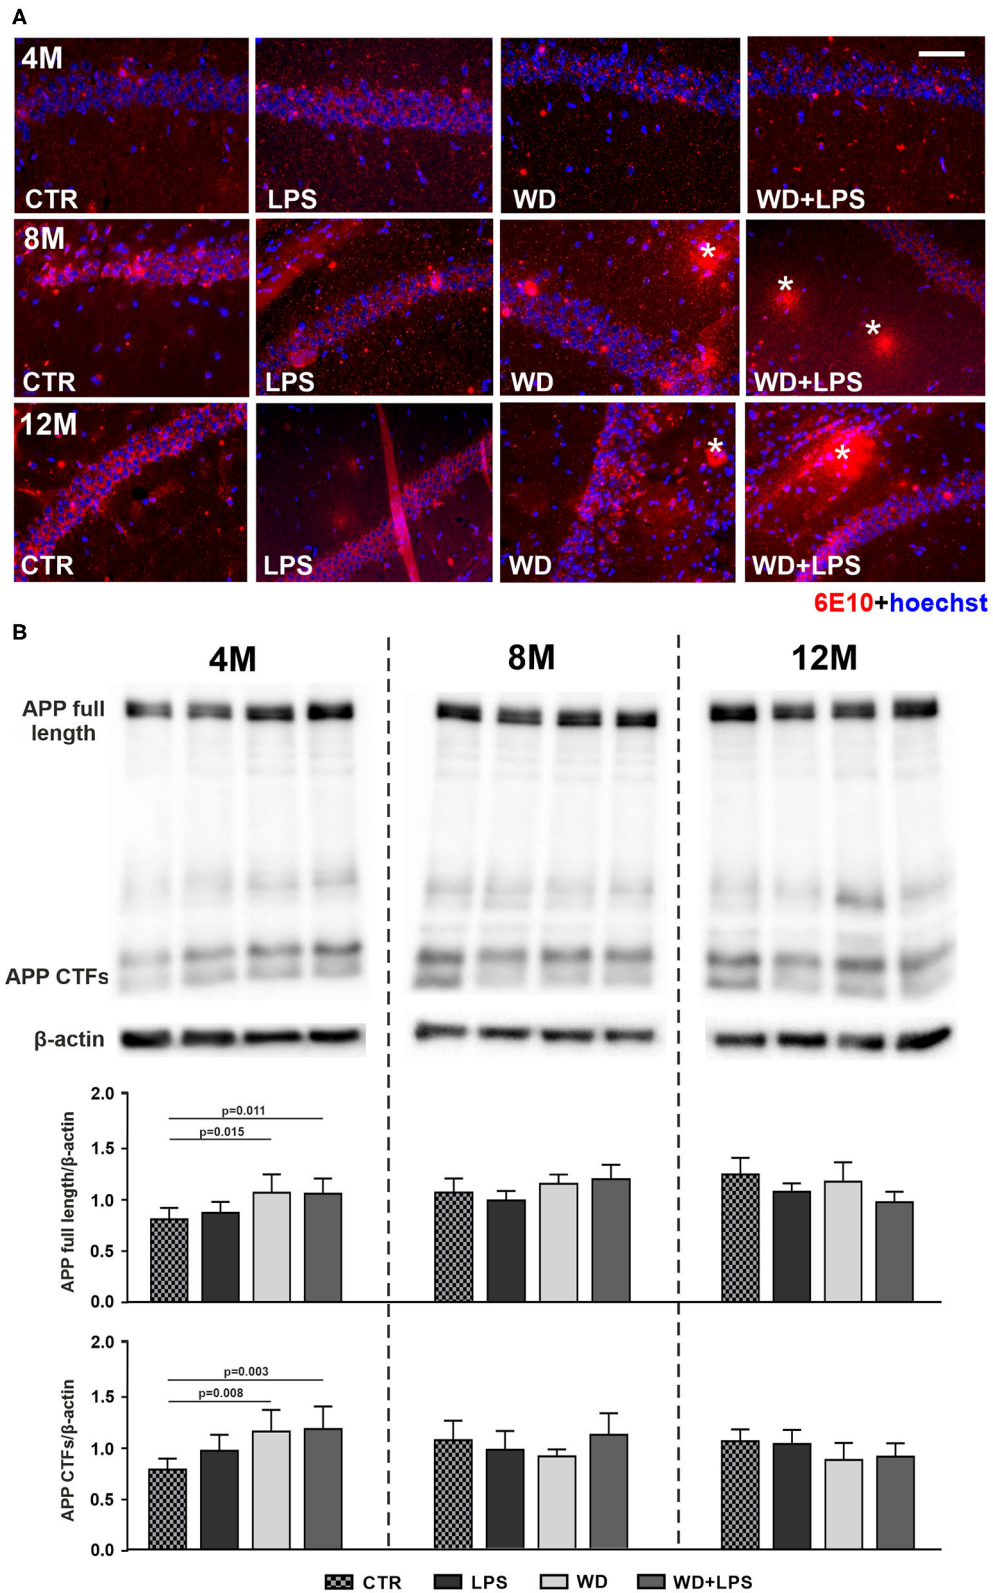 A
4M
CTR
LPS
WD
WD+LPS
8M
*
*
*
CTR
LPS
WD
WD+LPS
12M
*
*
CTR
LPS
WD
WD+LPS
6E10+hoechst
B
4M
8M
12M
APP full
length
APP CTFs
β-actin
APP full length/β-actin
2.0
1.5
1.0
0.5
0.0
p=0.011
p=0.015
APP CTFs/β-actin
2.0
1.5
1.0
0.5
0.0
p=0.003
p=0.008
CTR
LPS
WD
WD+LPS